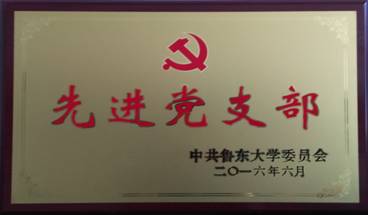 先进党支部
中共鲁东大学委员会
二〇一六年六月